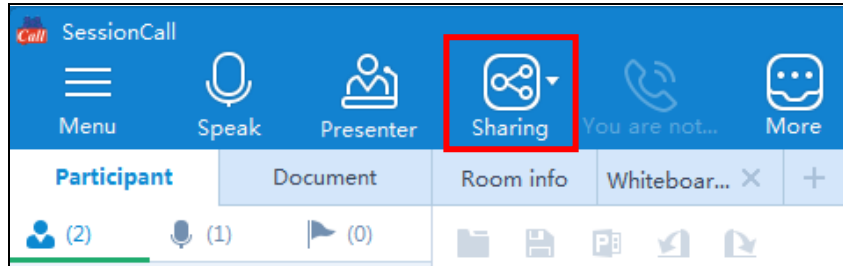 Call SessionCall
Menu Speak Presenter Sharing You are not... More
Participant Document Room info Whiteboar... × +
(2) (1) (0)